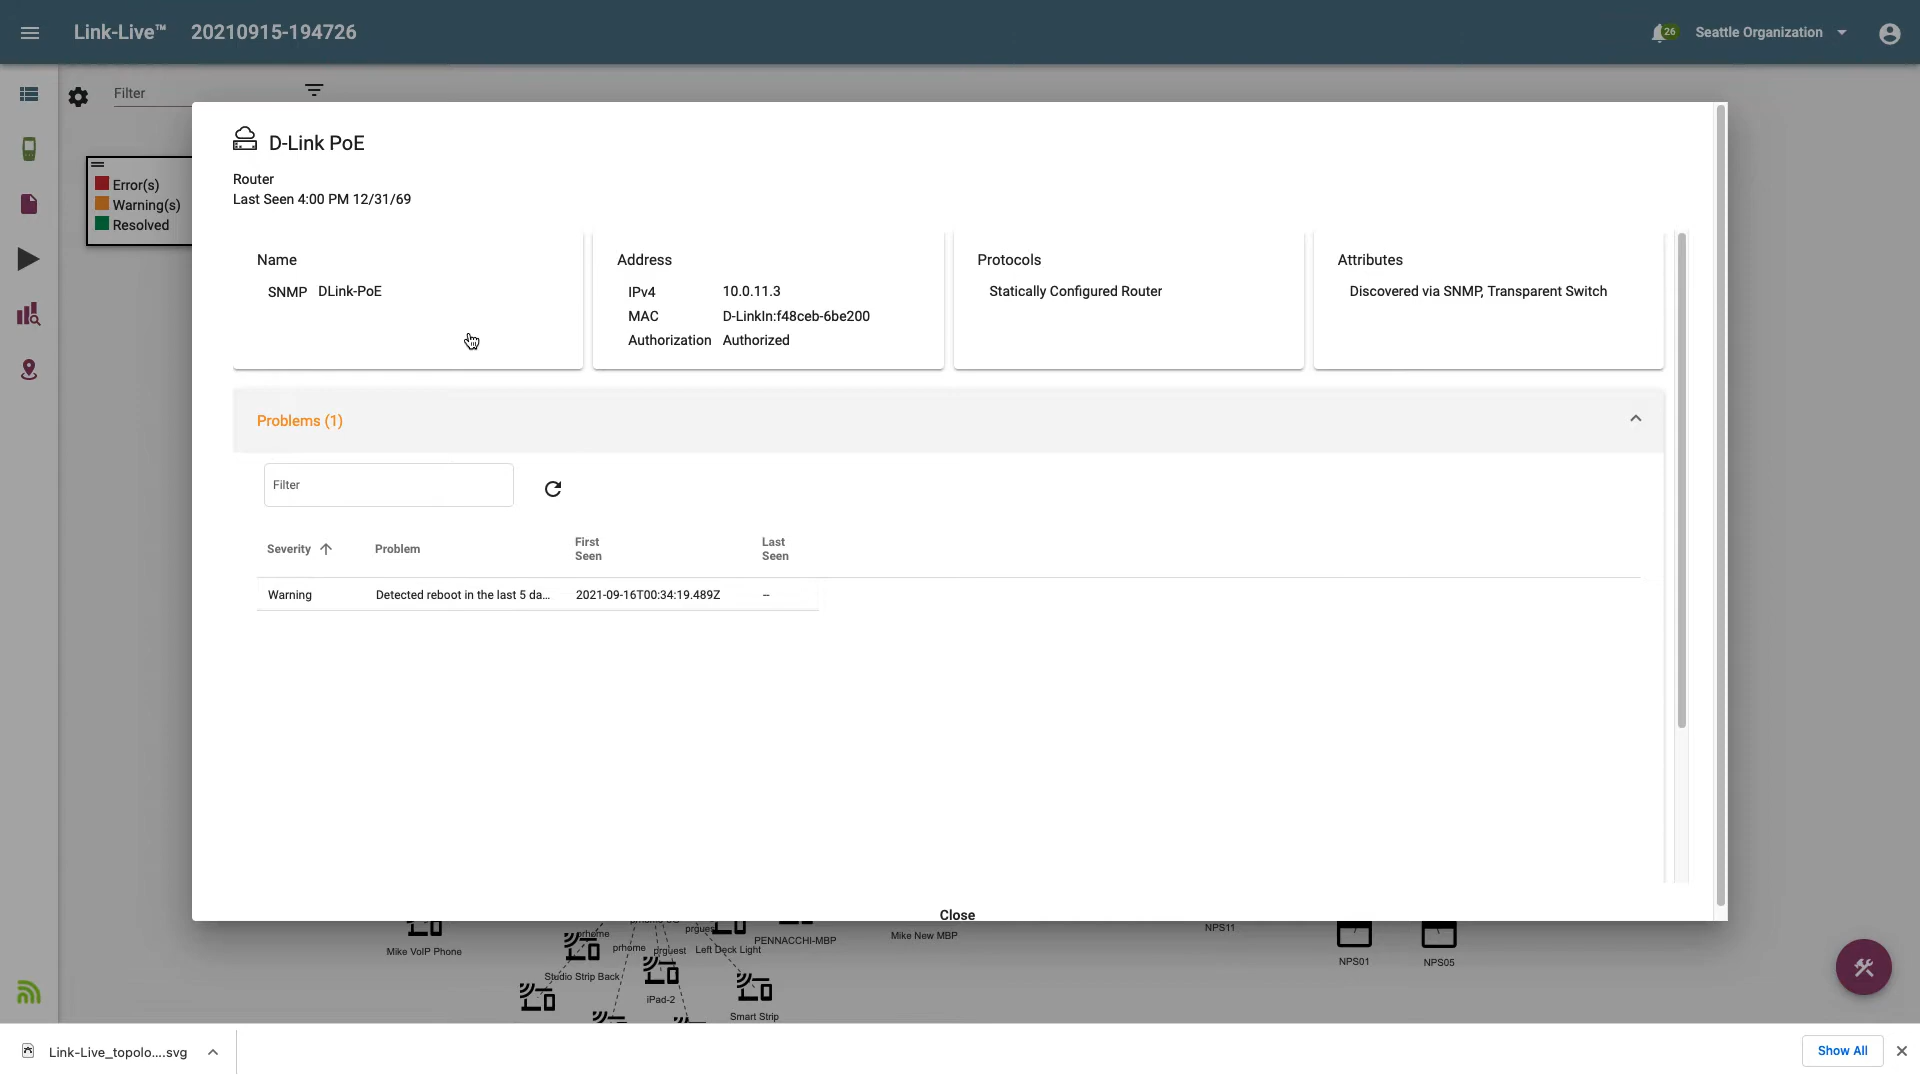 Link-Live™ 20210915-194726
26 Seattle Organization
Filter
Error(s)
Warning(s)
Resolved
D-Link PoE
Router
Last Seen 4:00 PM 12/31/69
Name
SNMP DLink-PoE
Address
IPv4 10.0.11.3
MAC D-LinkIn:f48ceb-6be200
Authorization Authorized
Protocols
Statically Configured Router
Attributes
Discovered via SNMP, Transparent Switch
Problems (1)
Filter
Severity Problem First Seen Last Seen
Warning Detected reboot in the last 5 da... 2021-09-16T00:34:19.489Z --
Close
Mike VoIP Phone
prhome
prhome
prguest
prgues
Left Deck Light
PENNACCHI-MBP
Mike New MBP
NPS11
NPS01
NPS05
Studio Strip Back
iPad-2
Smart Strip
Link-Live_topolo....svg
Show All